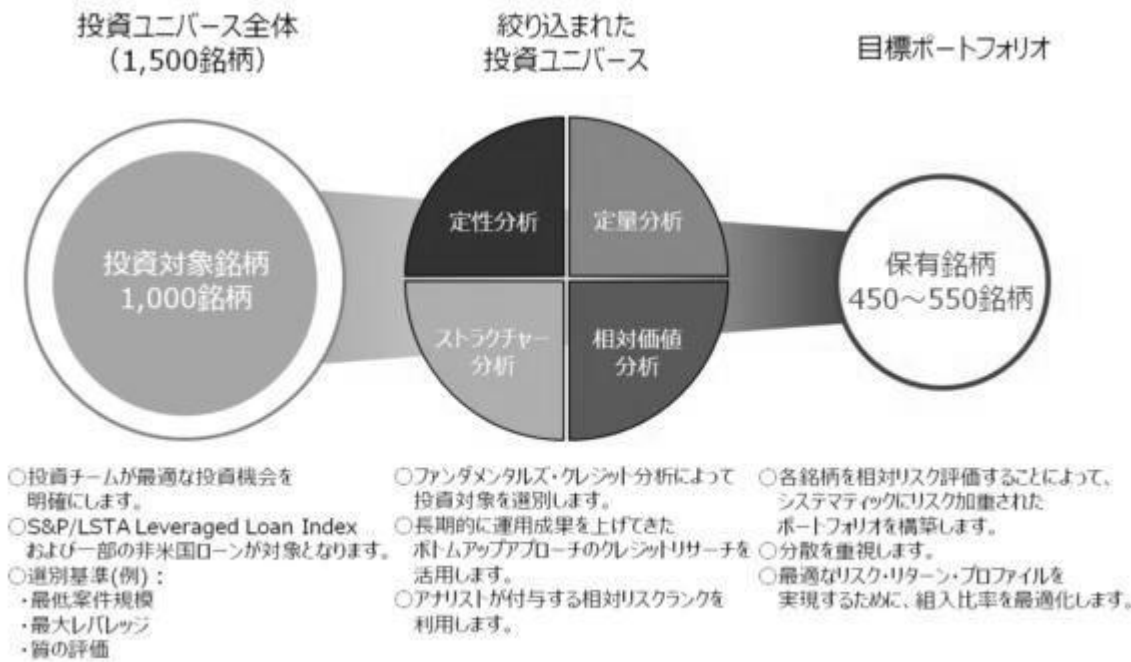 投資ユニバース全体
（1,500銘柄）
絞り込まれた
投資ユニバース
目標ポートフォリオ
投資対象銘柄
1,000銘柄
定性分析
定量分析
ストラクチャー
分析
相対価値
分析
保有銘柄
450～550銘柄
○投資チームが最適な投資機会を
明確にします。
○S&P/LSTA Leveraged Loan Index
および一部の非米国ローンが対象となります。
○選別基準(例)：
・最低案件規模
・最大レバレッジ
・質の評価
○ファンダメンタルズ・クレジット分析によって
投資対象を選別します。
○長期的に運用成果を上げてきた
ボトムアップアプローチのクレジットリサーチを
活用します。
○アナリストが付与する相対リスクランクを
利用します。
○各銘柄を相対リスク評価することによって、
システマティックにリスク加重された
ポートフォリオを構築します。
○分散を重視します。
○最適なリスク・リターン・プロファイルを
実現するために、組入比率を最適化します。